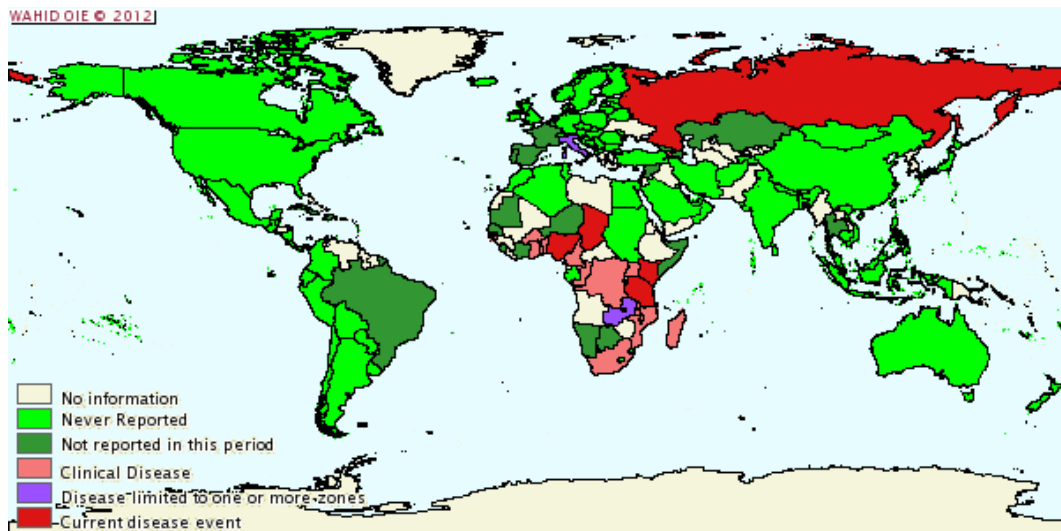 WAHID OIE © 2012
No information
Never Reported
Not reported in this period
Clinical Disease
Disease limited to one or more zones
Current disease event